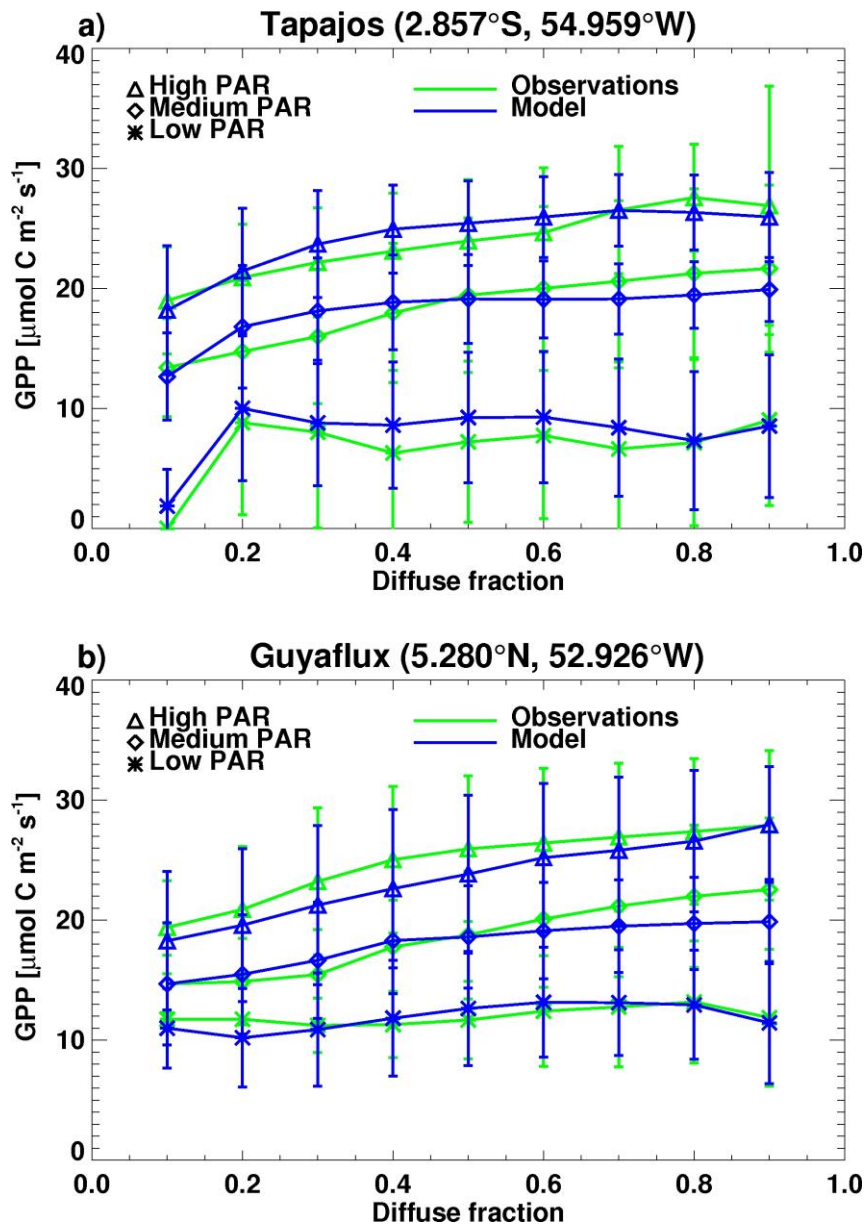 a) Tapajos (2.857°S, 54.959°W)
40
High PAR Observations
Medium PAR Model
Low PAR
30
20
10
0
GPP [μmol C m⁻² s⁻¹]
0.0 0.2 0.4 0.6 0.8 1.0
Diffuse fraction
b) Guyaflux (5.280°N, 52.926°W)
40
High PAR Observations
Medium PAR Model
Low PAR
30
20
10
0
GPP [μmol C m⁻² s⁻¹]
0.0 0.2 0.4 0.6 0.8 1.0
Diffuse fraction